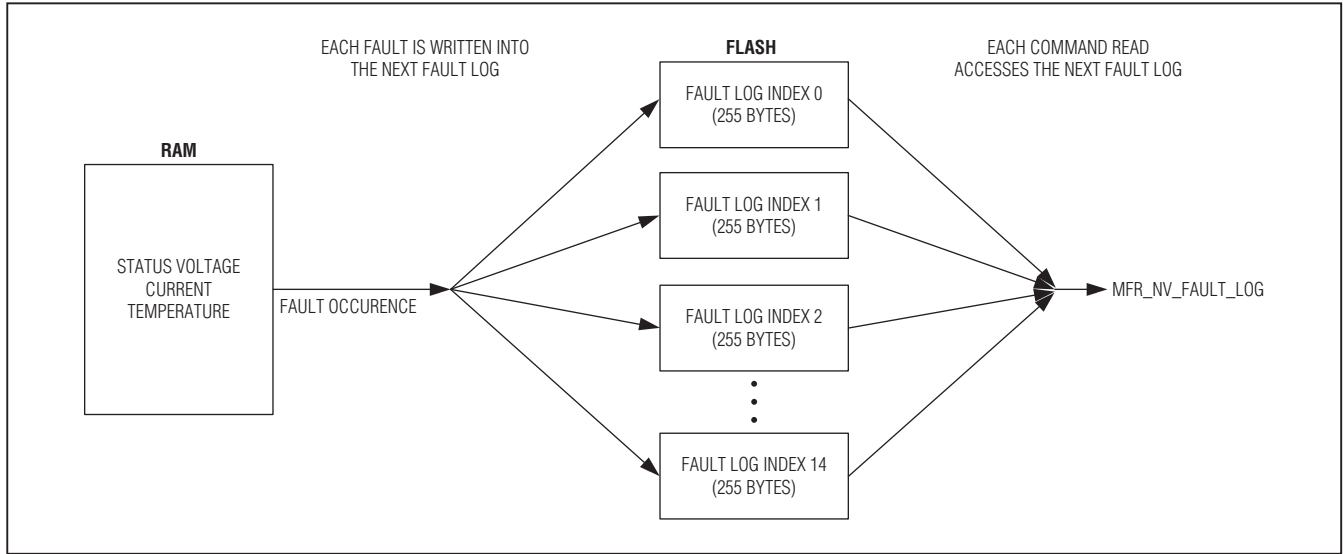 EACH FAULT IS WRITTEN INTO
THE NEXT FAULT LOG
FLASH
EACH COMMAND READ
ACCESSES THE NEXT FAULT LOG
RAM
STATUS VOLTAGE
CURRENT
TEMPERATURE
FAULT OCCURENCE
FAULT LOG INDEX 0
(255 BYTES)
FAULT LOG INDEX 1
(255 BYTES)
FAULT LOG INDEX 2
(255 BYTES)
FAULT LOG INDEX 14
(255 BYTES)
MFR_NV_FAULT_LOG